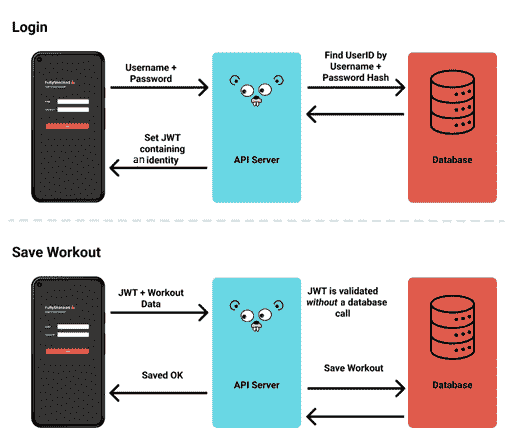 Login
Username +
Password
Find UserID by
Username +
Password Hash
Set JWT
containing
an identity
API Server
Database
Save Workout
JWT + Workout
Data
JWT is validated
without a database
call
Saved OK
API Server
Save Workout
Database